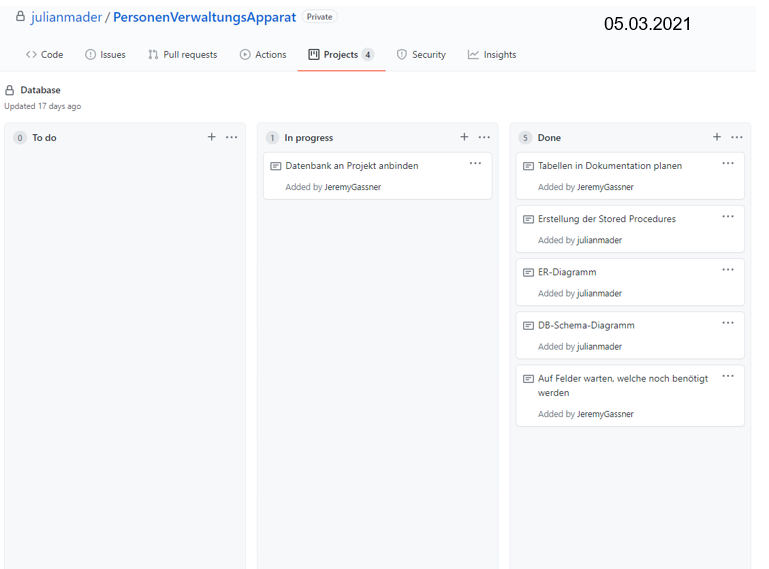 julianmader / PersonenVerwaltungsApparat Private
05.03.2021
Code Issues Pull requests Actions Projects 4 Security Insights
Database
Updated 17 days ago
0 To do
1 In progress
Datenbank an Projekt anbinden
Added by JeremyGassner
5 Done
Tabellen in Dokumentation planen
Added by JeremyGassner
Erstellung der Stored Procedures
Added by julianmader
ER-Diagramm
Added by julianmader
DB-Schema-Diagramm
Added by julianmader
Auf Felder warten, welche noch benötigt
werden
Added by JeremyGassner